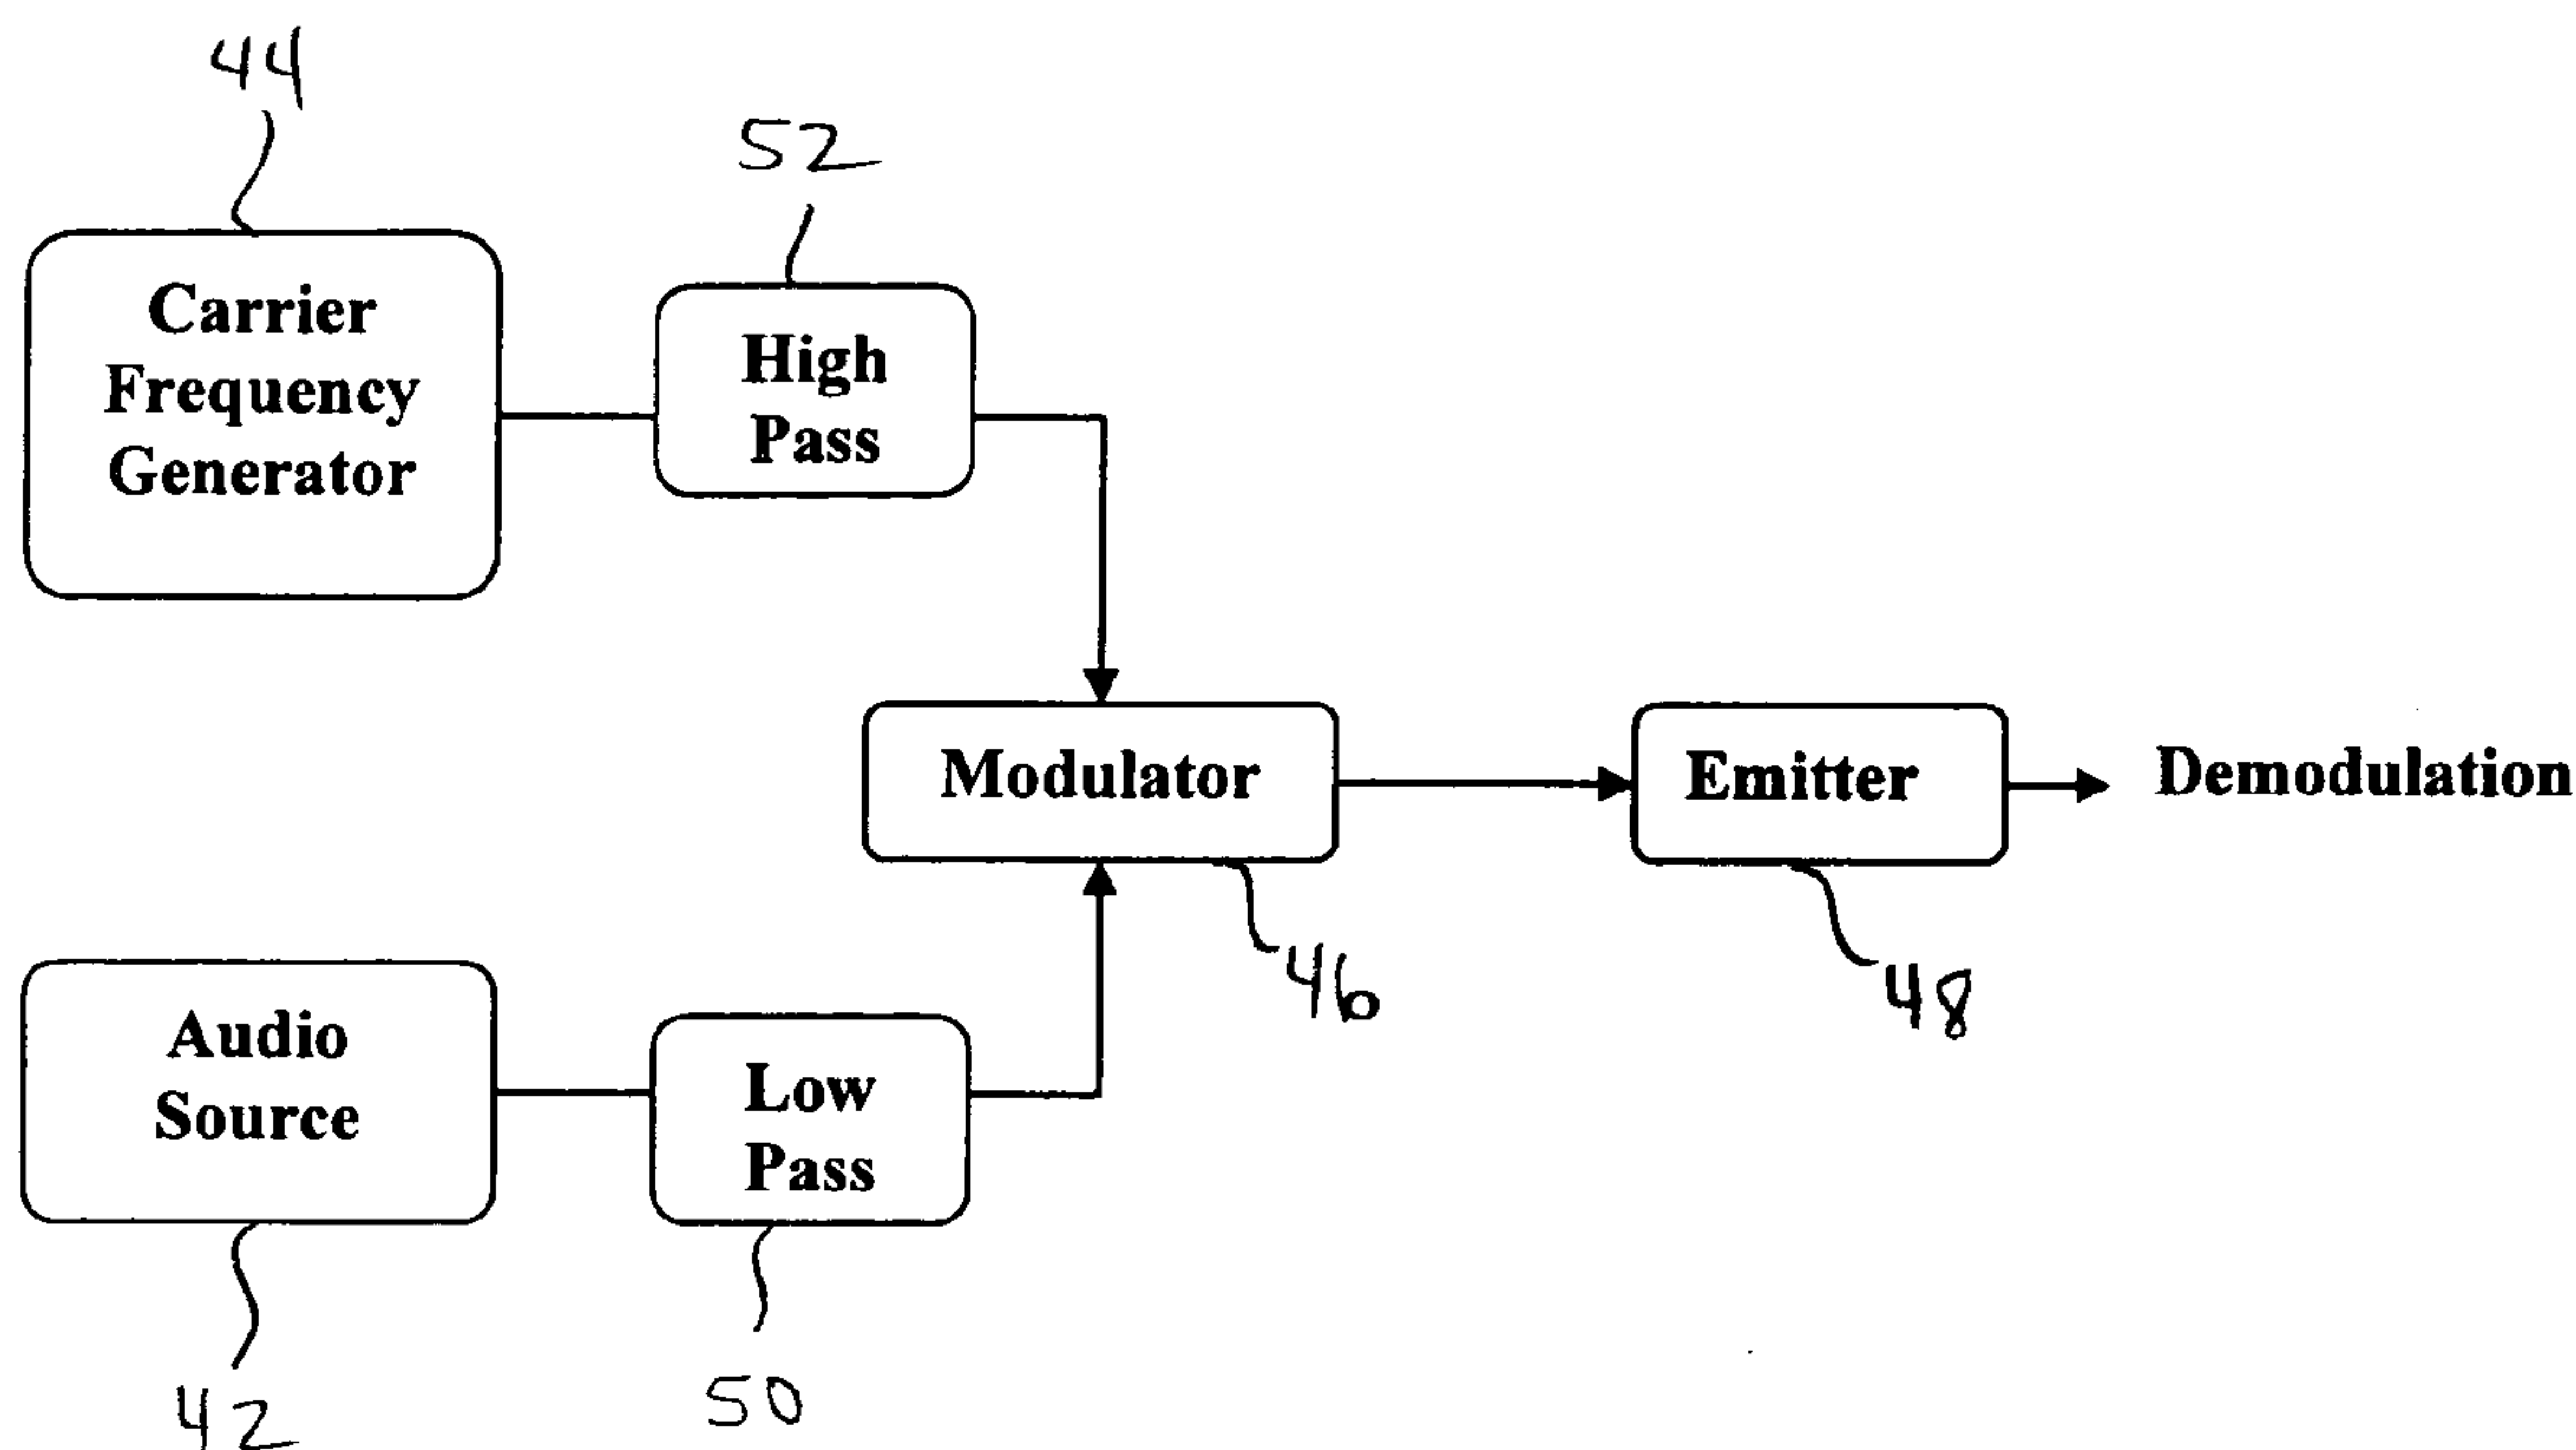 44
52
Carrier
Frequency
Generator
High
Pass
Modulator
Emitter
Demodulation
46
48
Audio
Source
Low
Pass
42
50